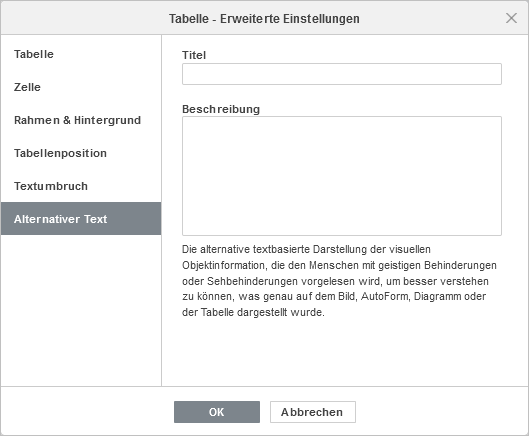 Tabelle - Erweiterte Einstellungen
Tabelle
Zelle
Rahmen & Hintergrund
Tabellenposition
Textumbruch
Alternativer Text
Titel
Beschreibung
Die alternative textbasierte Darstellung der visuellen
Objektinformation, die den Menschen mit geistigen Behinderungen
oder Sehbehinderungen vorgelesen wird, um besser verstehen
zu können, was genau auf dem Bild, AutoForm, Diagramm oder
der Tabelle dargestellt wurde.
OK
Abbrechen